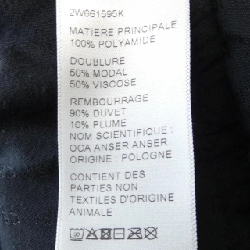 2W661595K
MATIERE PRINCIPALE
100% POLYAMIDE
DOUBLURE
50% MODAL
50% VISCOSE
REMBOURRAGE
90% DUVET
10% PLUME
NOM SCIENTIFIQUE :
OCA ANSER ANSER
ORIGINE : POLOGNE
CONTIENT DES
PARTIES NON
TEXTILES D'ORIGINE
ANIMALE